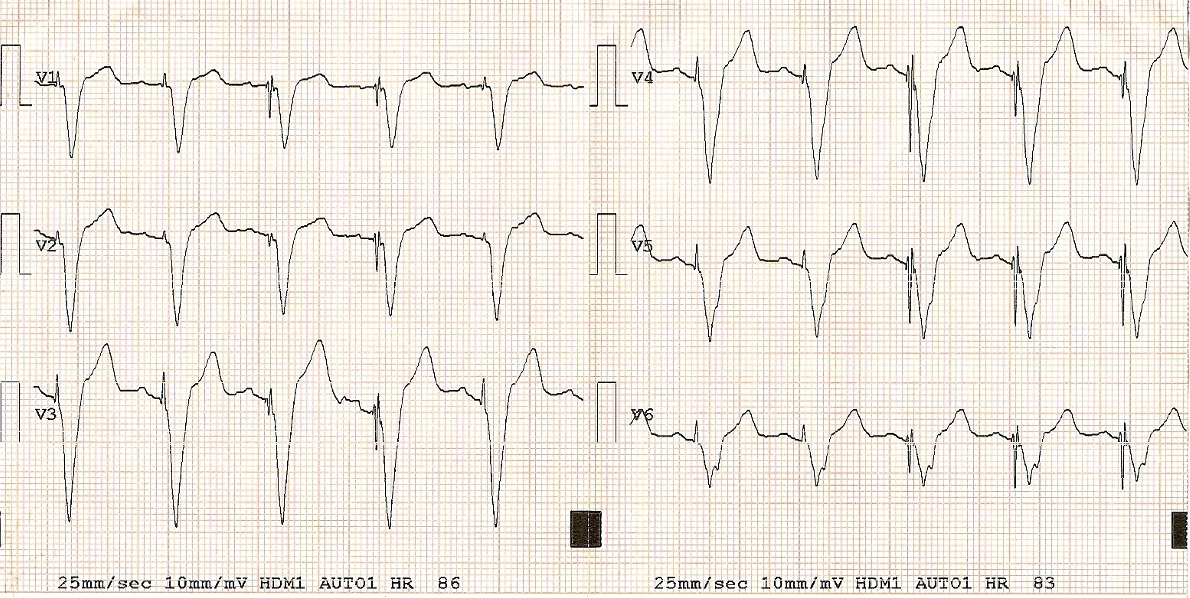 V1
V2
V3
25mm/sec 10mm/mV HDM1 AUTO1 HR 86
V4
V5
V6
25mm/sec 10mm/mV HDM1 AUTO1 HR 83